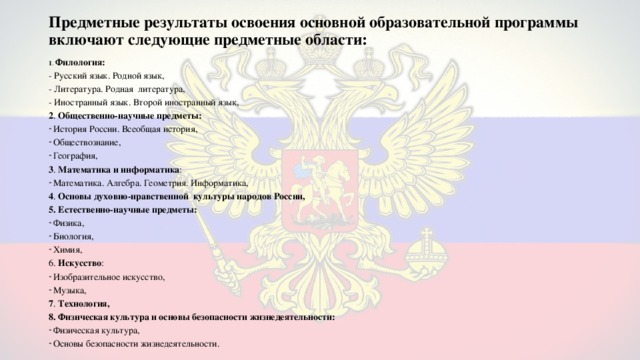 Предметные результаты освоения основной образовательной программы
включают следующие предметные области:
1. Филология:
- Русский язык. Родной язык,
- Литература. Родная литература,
- Иностранный язык. Второй иностранный язык,
2. Общественно-научные предметы:
- История России. Всеобщая история,
- Обществознание,
- География,
3. Математика и информатика:
- Математика. Алгебра. Геометрия. Информатика,
4. Основы духовно-нравственной культуры народов России,
5. Естественно-научные предметы:
- Физика,
- Биология,
- Химия,
6. Искусство:
- Изобразительное искусство,
- Музыка,
7. Технология,
8. Физическая культура и основы безопасности жизнедеятельности:
- Физическая культура,
- Основы безопасности жизнедеятельности.